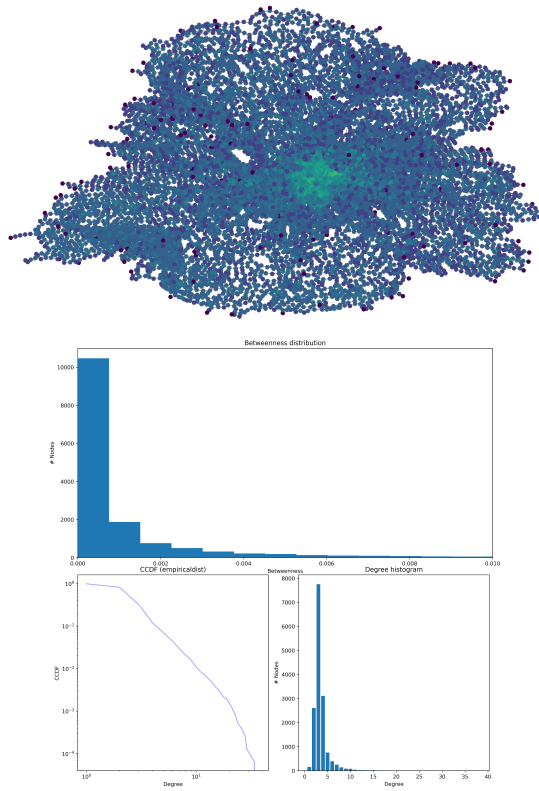 Betweenness distribution
10000
8000
6000
4000
2000
0
# Nodes
0.000 0.002 0.004 0.006 0.008 0.010
Betweenness
CCDF (empiricaldist)
10⁰
10⁻¹
10⁻²
10⁻³
10⁻⁴
CCDF
10⁰ 10¹
Degree
Degree histogram
8000
7000
6000
5000
4000
3000
2000
1000
0
# Nodes
0 5 10 15 20 25 30 35 40
Degree